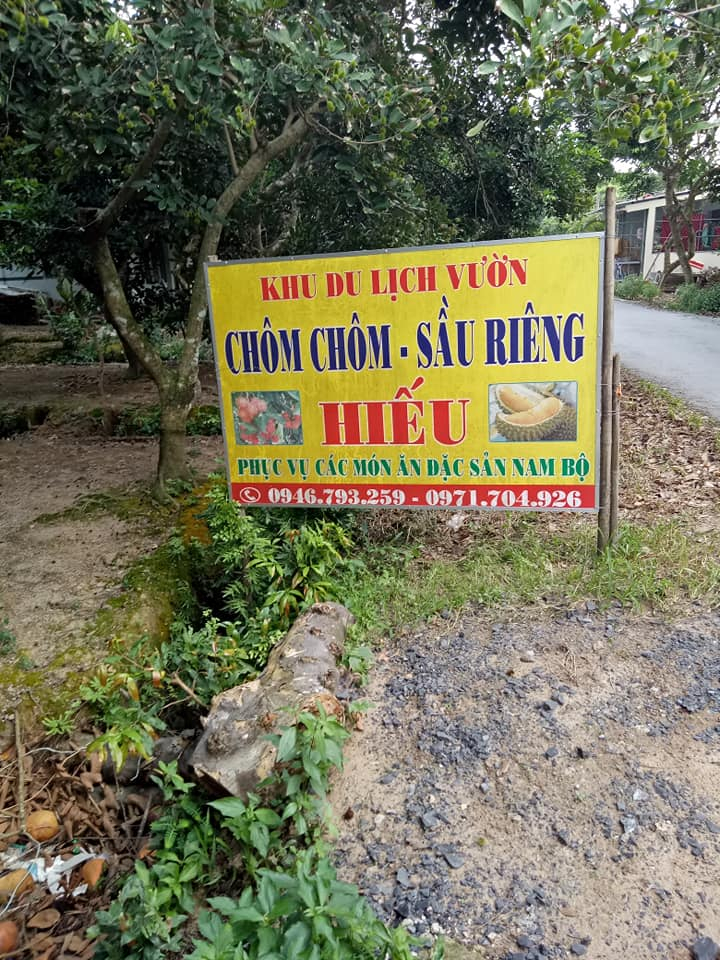 KHU DU LỊCH VƯỜN
CHÔM CHÔM - SẦU RIÊNG
HIẾU
PHỤC VỤ CÁC MÓN ĂN ĐẶC SẢN NAM BỘ
0946.793.259 - 0971.704.926